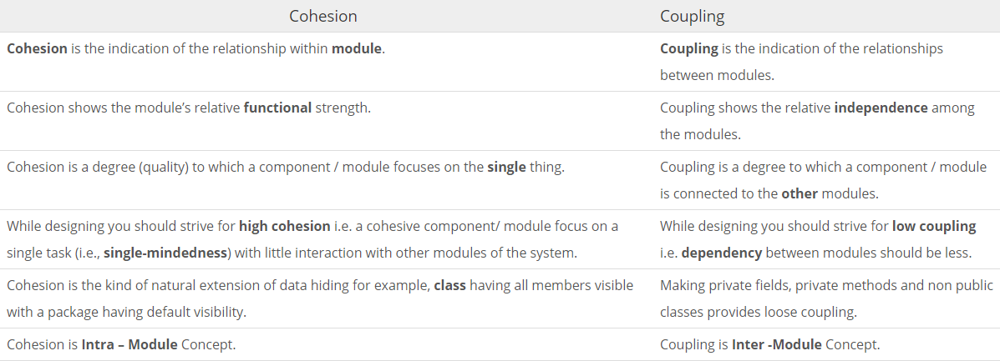 Cohesion Coupling
Cohesion is the indication of the relationship within module.
Coupling is the indication of the relationships
between modules.
Cohesion shows the module’s relative functional strength.
Coupling shows the relative independence among
the modules.
Cohesion is a degree (quality) to which a component / module focuses on the single thing.
Coupling is a degree to which a component / module
is connected to the other modules.
While designing you should strive for high cohesion i.e. a cohesive component/ module focus on a
single task (i.e., single-mindedness) with little interaction with other modules of the system.
While designing you should strive for low coupling
i.e. dependency between modules should be less.
Cohesion is the kind of natural extension of data hiding for example, class having all members visible
with a package having default visibility.
Making private fields, private methods and non public
classes provides loose coupling.
Cohesion is Intra – Module Concept.
Coupling is Inter -Module Concept.